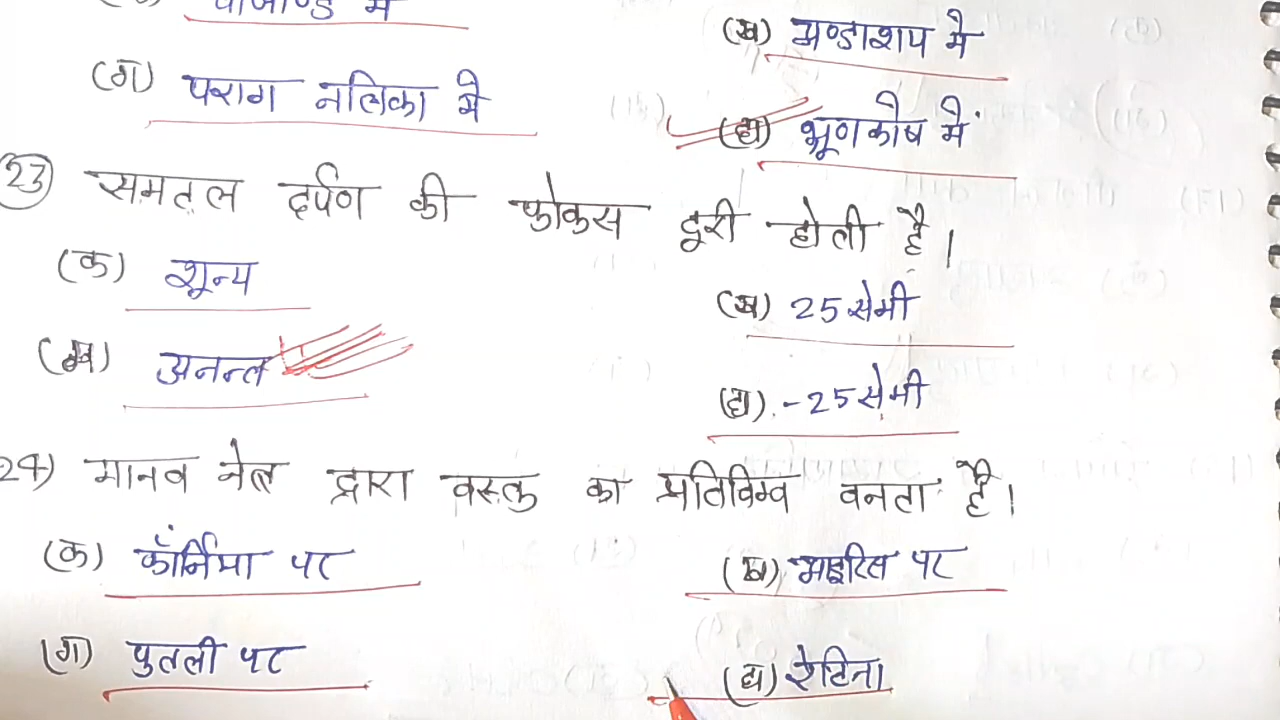 में
(ख) अण्डाशय मे
(ग) पराग नलिका मे
(घ) भ्रूणकोष में
23 समतल दर्पण की फोकस दूरी होती है।
(क) शून्य
(ख) 25 सेमी
अनन्त
(घ) -25 सेमी
24) मानव नेत्र द्वारा वस्तु का प्रतिविम्ब बनता है।
(क) कॉर्निया पर
(ख) आइरिस पर
(ग) पुतली पर
(घ) रेटिना